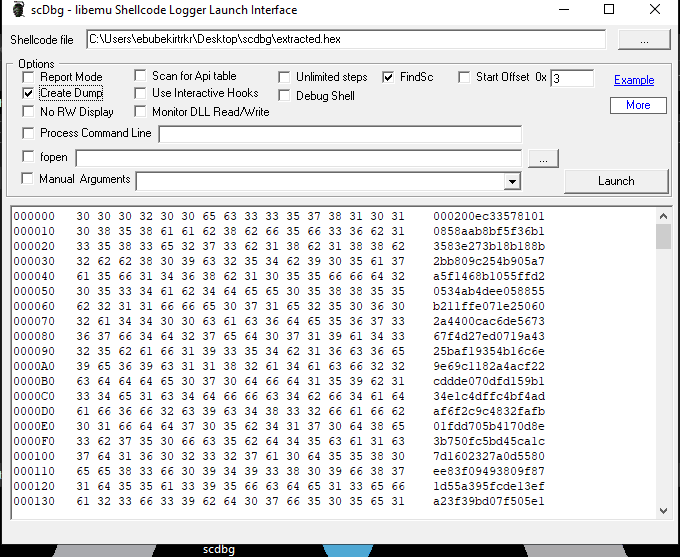 scDbg - libemu Shellcode Logger Launch Interface
Shellcode file C:\Users\ebubekirtrkr\Desktop\scdbg\extracted.hex ...
Options
Report Mode Scan for Api table Unlimited steps FindSc Start Offset 0x 3 Example
Create Dump Use Interactive Hooks Debug Shell More
No RW Display Monitor DLL Read/Write
Process Command Line
fopen ...
Manual Arguments Launch
000000 30 30 30 32 30 30 65 63 33 33 35 37 38 31 30 31 000200ec33578101
000010 30 38 35 38 61 61 62 38 62 66 35 66 33 36 62 31 0858aab8bf5f36b1
000020 33 35 38 33 65 32 37 33 62 31 38 62 31 38 38 62 3583e273b18b188b
000030 32 62 62 38 30 39 63 32 35 34 62 39 30 35 61 37 2bb809c254b905a7
000040 61 35 66 31 34 36 38 62 31 30 35 35 66 66 64 32 a5f1468b1055ffd2
000050 30 35 33 34 61 62 34 64 65 65 30 35 38 38 35 35 0534ab4dee058855
000060 62 32 31 31 66 66 65 30 37 31 65 32 35 30 36 30 b211ffe071e25060
000070 32 61 34 34 30 30 63 61 63 36 64 65 35 36 37 33 2a4400cac6de5673
000080 36 37 66 34 64 32 37 65 64 30 37 31 39 61 34 33 67f4d27ed0719a43
000090 32 35 62 61 66 31 39 33 35 34 62 31 36 63 36 65 25baf19354b16c6e
0000A0 39 65 36 39 63 31 31 38 32 61 34 61 63 66 32 32 9e69c1182a4acf22
0000B0 63 64 64 64 65 30 37 30 64 66 64 31 35 39 62 31 cddde070dfd159b1
0000C0 33 34 65 31 63 34 64 66 66 63 34 62 66 34 61 64 34e1c4dffc4bf4ad
0000D0 61 66 36 66 32 63 39 63 34 38 33 32 66 61 66 62 af6f2c9c4832fafb
0000E0 30 31 66 64 64 37 30 35 62 34 31 37 30 64 38 65 01fdd705b4170d8e
0000F0 33 62 37 35 30 66 63 35 62 64 34 35 63 61 31 63 3b750fc5bd45ca1c
000100 37 64 31 36 30 32 33 32 37 61 30 64 35 35 38 30 7d1602327a0d5580
000110 65 65 38 33 66 30 39 34 39 33 38 30 39 66 38 37 ee83f09493809f87
000120 31 64 35 35 61 33 39 35 66 63 64 65 31 33 65 66 1d55a395fcde13ef
000130 61 32 33 66 33 39 62 64 30 37 66 35 30 35 65 31 a23f39bd07f505e1
scdbg